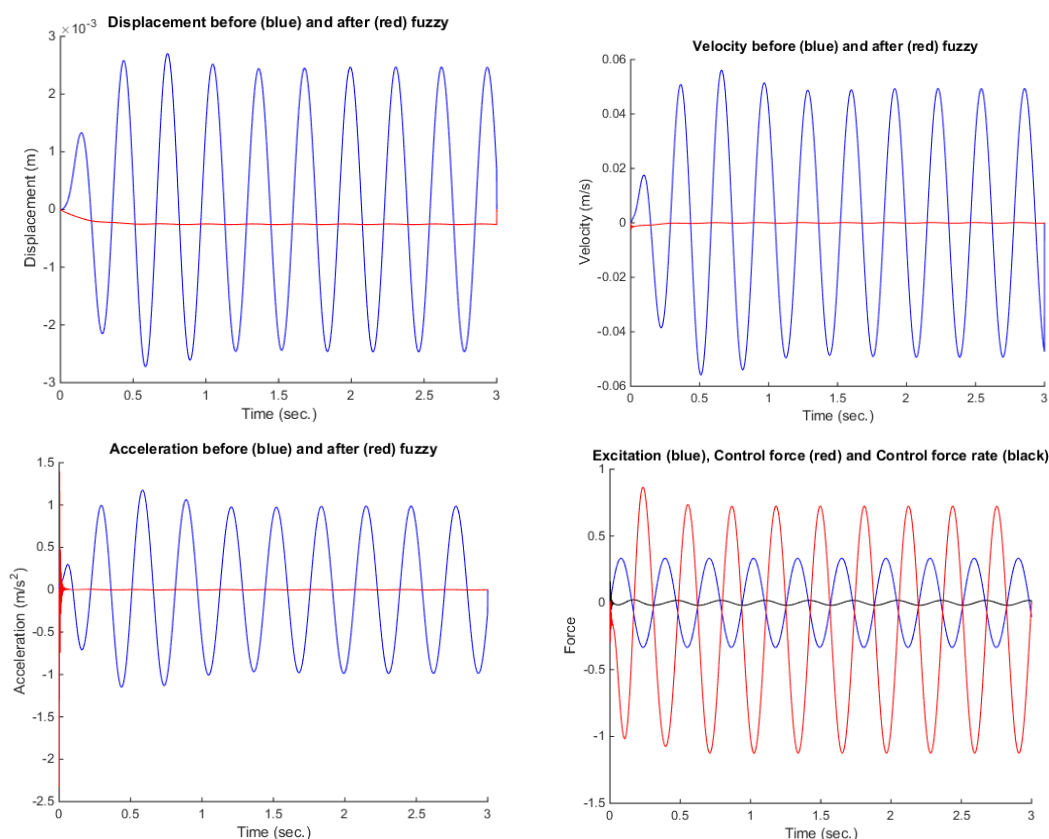 Displacement before (blue) and after (red) fuzzy
×10-3
3
2
1
0
-1
-2
-3
Displacement (m)
0 0.5 1 1.5 2 2.5 3
Time (sec.)
Velocity before (blue) and after (red) fuzzy
0.06
0.04
0.02
0
-0.02
-0.04
-0.06
Velocity (m/s)
0 0.5 1 1.5 2 2.5 3
Time (sec.)
Acceleration before (blue) and after (red) fuzzy
1.5
1
0.5
0
-0.5
-1
-1.5
-2
-2.5
Acceleration (m/s²)
0 0.5 1 1.5 2 2.5 3
Time (sec.)
Excitation (blue), Control force (red) and Control force rate (black)
1
0.5
0
-0.5
-1
-1.5
Force
0 0.5 1 1.5 2 2.5 3
Time (sec.)